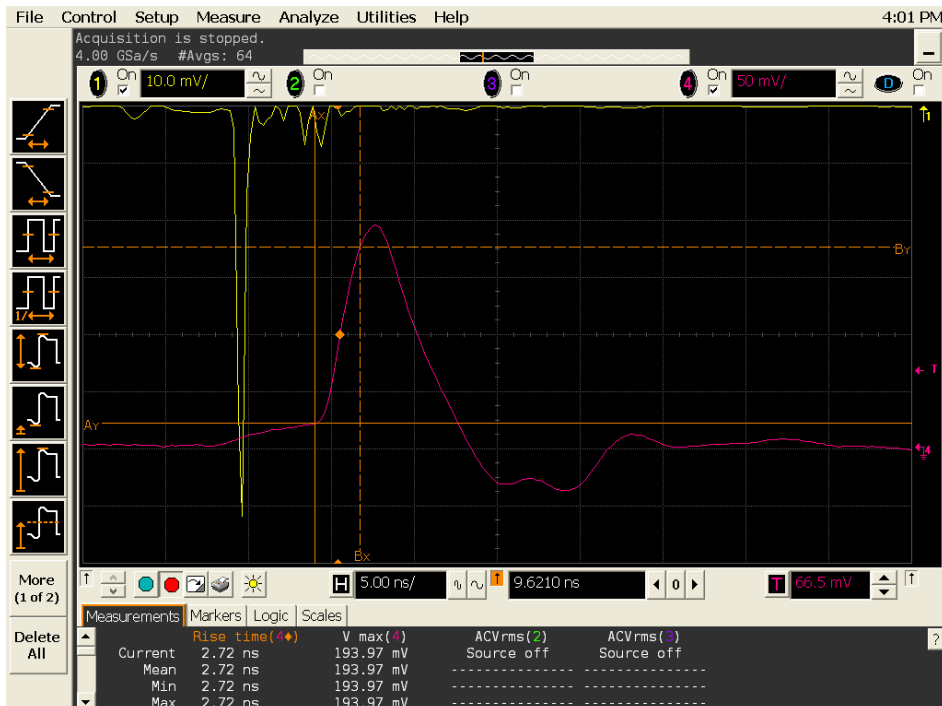 File Control Setup Measure Analyze Utilities Help 4:01 PM
Acquisition is stopped.
4.00 GSa/s #Avgs: 64
1 On 10.0 mV/ 2 On 3 On 4 On 50 mV/ D On
Ax
1
By
T
Ay
4
Bx
1/
More
(1 of 2)
Delete
All
H 5.00 ns/ T 9.6210 ns 0 T 66.5 mV
Measurements Markers Logic Scales
Rise time(4♦) V max(4) ACVrms(2) ACVrms(3)
Current 2.72 ns 193.97 mV Source off Source off
Mean 2.72 ns 193.97 mV --------------- ---------------
Min 2.72 ns 193.97 mV --------------- ---------------
Max 2.72 ns 193.97 mV --------------- ---------------
?